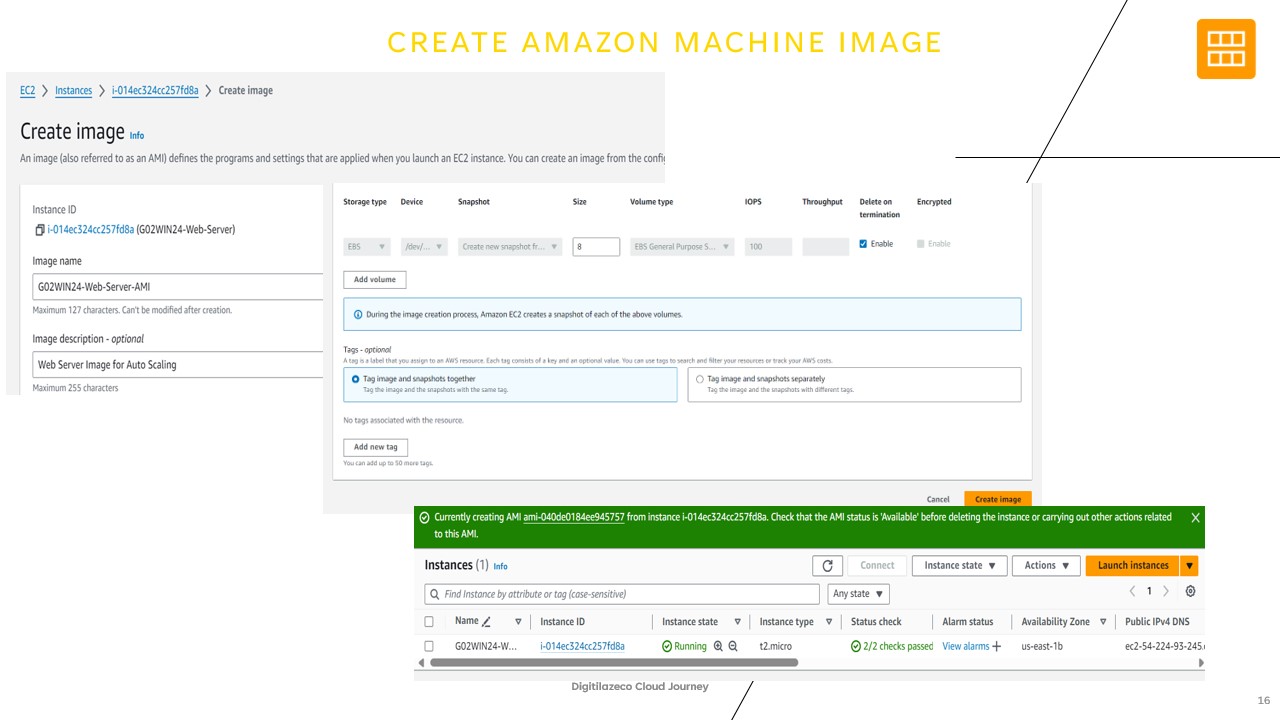 CREATE AMAZON MACHINE IMAGE
EC2 > Instances > i-014ec324cc257fd8a > Create image
Create image Info
An image (also referred to as an AMI) defines the programs and settings that are applied when you launch an EC2 instance. You can create an image from the
Instance ID
i-014ec324cc257fd8a (G02WIN24-Web-Server)
Image name
G02WIN24-Web-Server-AMI
Maximum 127 characters. Can't be modified after creation.
Image description - optional
Web Server Image for Auto Scaling
Maximum 255 characters
Storage type Device Snapshot Size Volume type IOPS Throughput Delete on termination Encrypted
EBS /dev/... Create new snapshot fr... 8 EBS General Purpose S... 100 Enable Enable
Add volume
During the image creation process, Amazon EC2 creates a snapshot of each of the above volumes.
Tags - optional
A tag is a label that you assign to an AWS resource. Each tag consists of a key and an optional value. You can use tags to search and filter your resources or track your AWS costs.
Tag image and snapshots together
Tag the image and the snapshots with the same tag.
Tag image and snapshots separately
Tag the image and the snapshots with different tags.
No tags associated with the resource.
Add new tag
You can add up to 50 more tags.
Cancel Create image
Currently creating AMI ami-040de0184ee945757 from instance i-014ec324cc257fd8a. Check that the AMI status is 'Available' before deleting the instance or carrying out other actions related
to this AMI.
Instances (1) Info Connect Instance state Actions Launch instances
Find Instance by attribute or tag (case-sensitive) Any state 1
Name Instance ID Instance state Instance type Status check Alarm status Availability Zone Public IPv4 DNS
G02WIN24-W... i-014ec324cc257fd8a Running t2.micro 2/2 checks passed View alarms + us-east-1b ec2-54-224-93-245.
Digitilazeco Cloud Journey
16